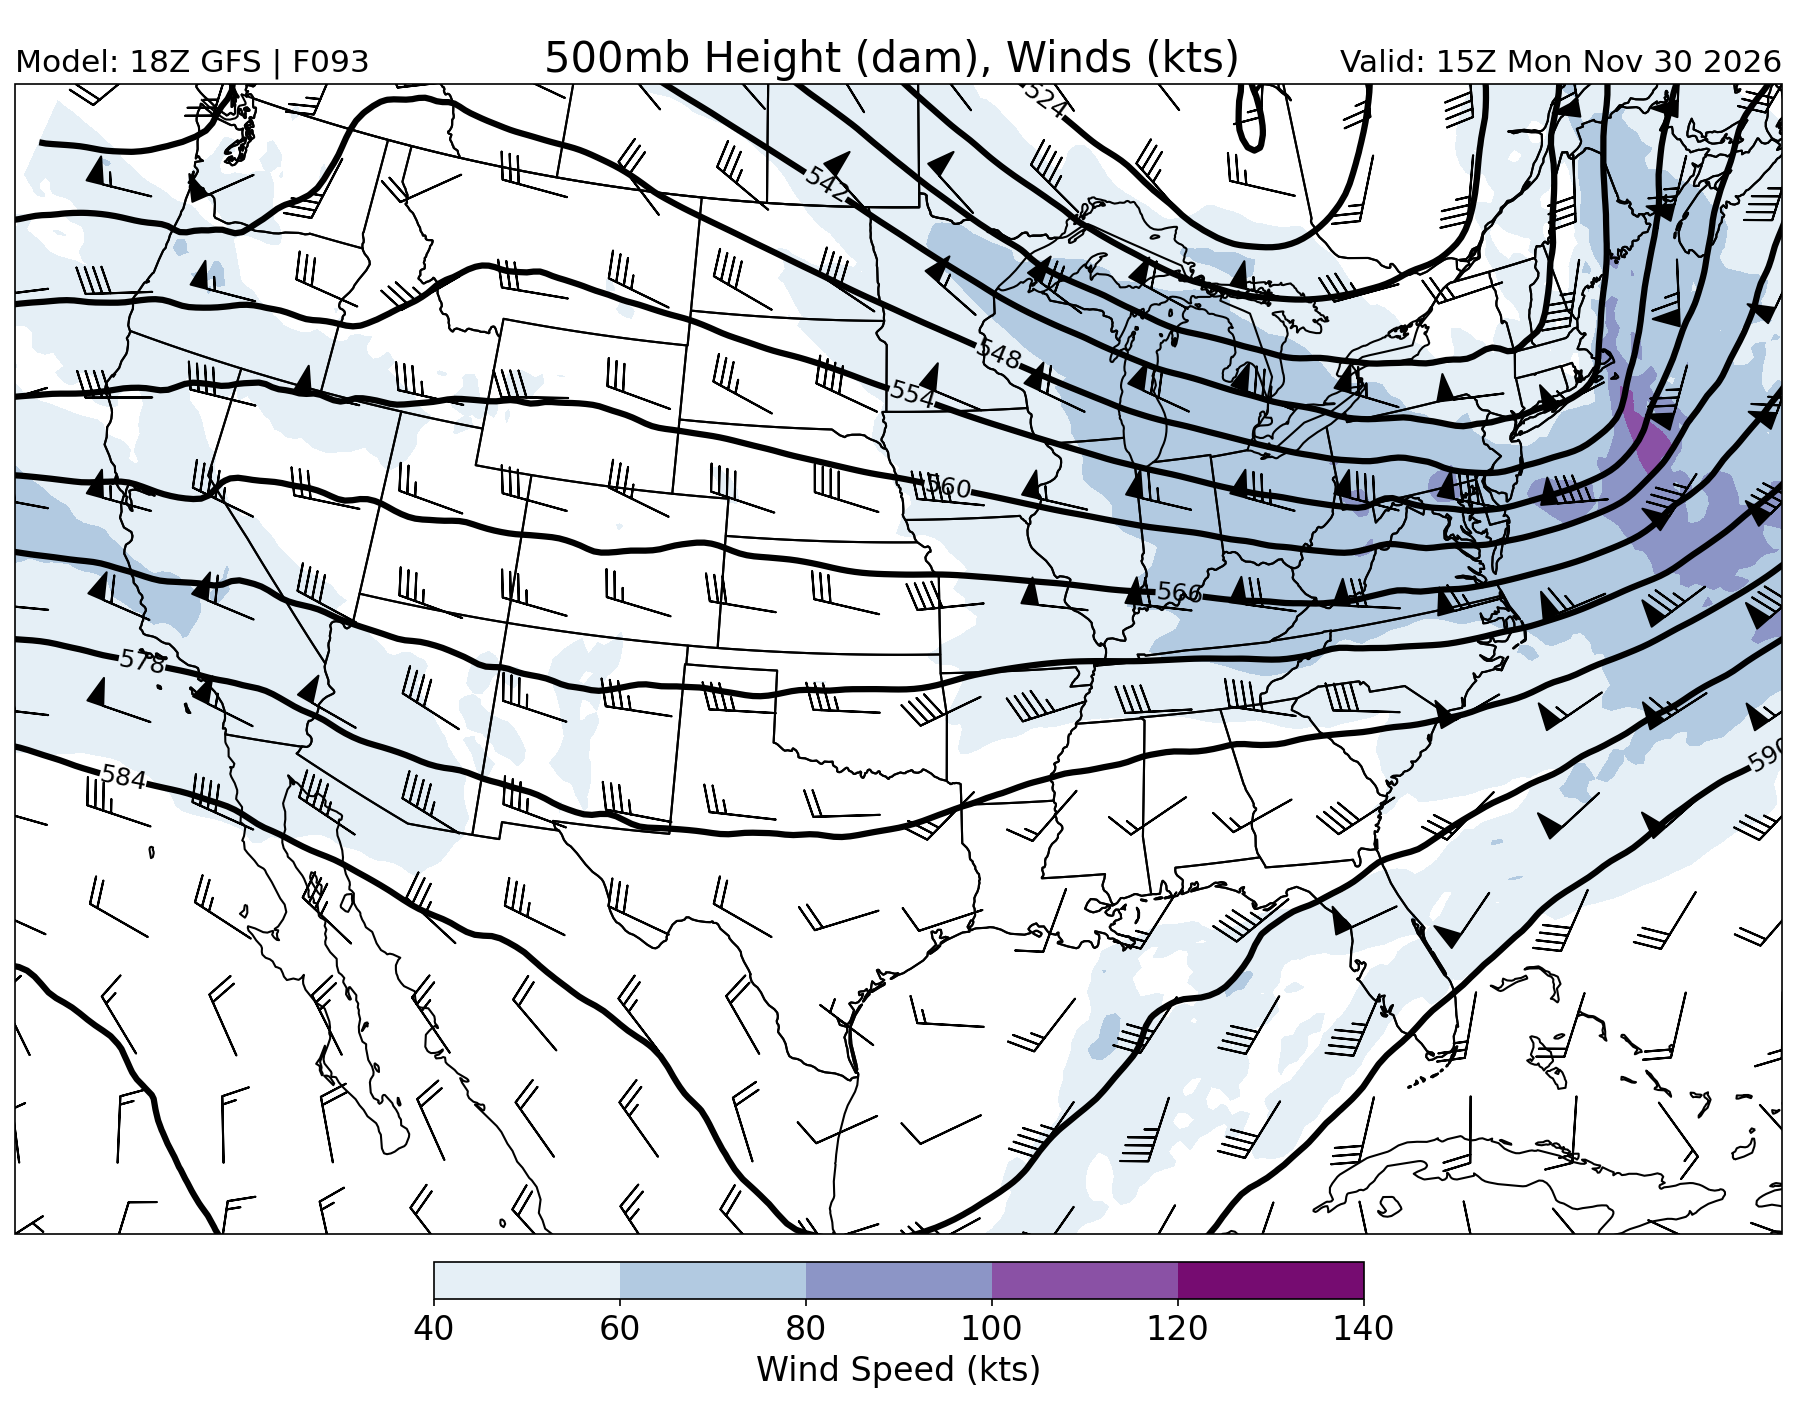 Model: 18Z GFS | F093
500mb Height (dam), Winds (kts)
Valid: 15Z Mon Nov 30 2026
524
542
548
554
560
566
578
584
590
40 60 80 100 120 140
Wind Speed (kts)